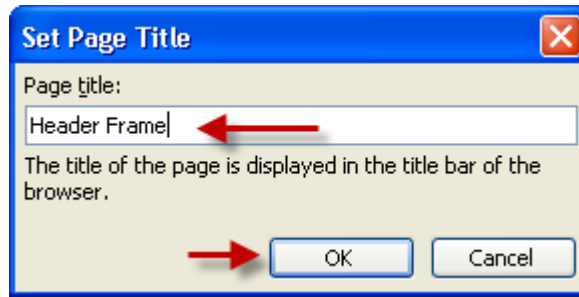 Set Page Title
Page title:
Header Frame
The title of the page is displayed in the title bar of the
browser.
OK
Cancel